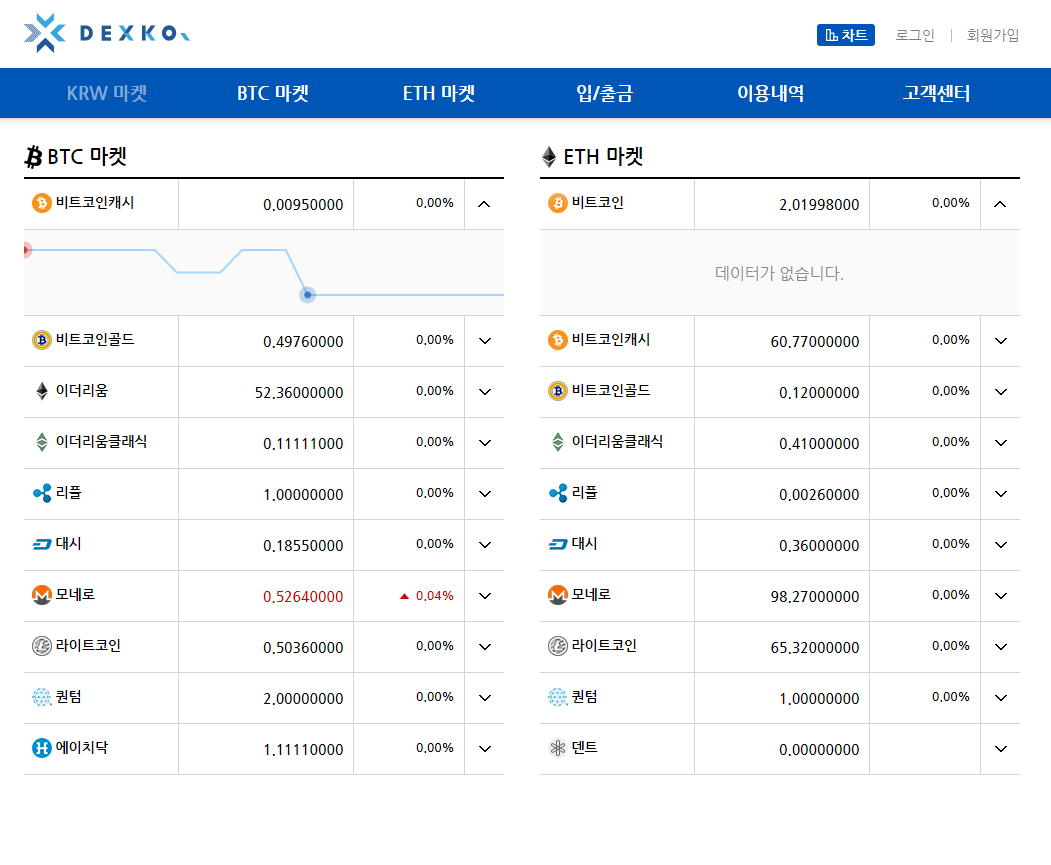 DEXKO
차트 로그인 회원가입
KRW 마켓 BTC 마켓 ETH 마켓 입/출금 이용내역 고객센터
BTC 마켓
비트코인캐시 0.00950000 0.00%
비트코인골드 0.49760000 0.00%
이더리움 52.36000000 0.00%
이더리움클래식 0.11111000 0.00%
리플 1.00000000 0.00%
대시 0.18550000 0.00%
모네로 0.52640000 ▲ 0.04%
라이트코인 0.50360000 0.00%
퀀텀 2.00000000 0.00%
에이치닥 1.11110000 0.00%
ETH 마켓
비트코인 2.01998000 0.00%
데이터가 없습니다.
비트코인캐시 60.77000000 0.00%
비트코인골드 0.12000000 0.00%
이더리움클래식 0.41000000 0.00%
리플 0.00260000 0.00%
대시 0.36000000 0.00%
모네로 98.27000000 0.00%
라이트코인 65.32000000 0.00%
퀀텀 1.00000000 0.00%
덴트 0.00000000